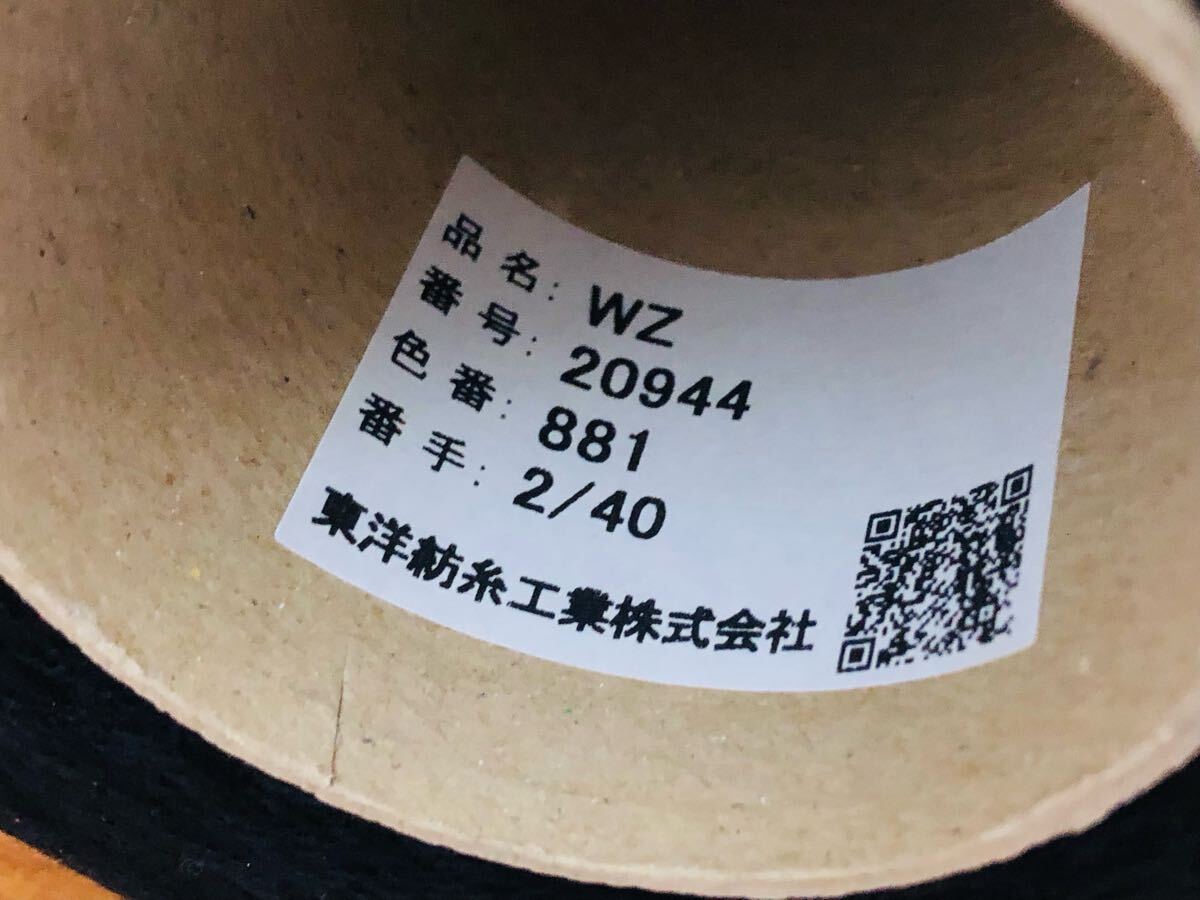 品名: WZ
番号: 20944
色番: 881
番手: 2/40
東洋紡糸工業株式会社